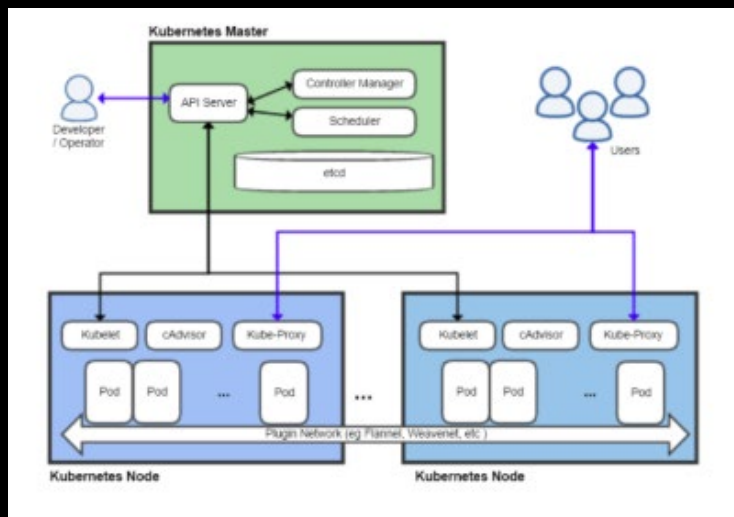 Kubernetes Master
API Server
Controller Manager
Scheduler
etcd
Developer
/ Operator
Users
Kubelet
cAdvisor
Kube-Proxy
Pod
Pod
...
Pod
...
Kubelet
cAdvisor
Kube-Proxy
Pod
Pod
...
Pod
Plugin Network (eg Flannel, Weavenet, etc )
Kubernetes Node
Kubernetes Node